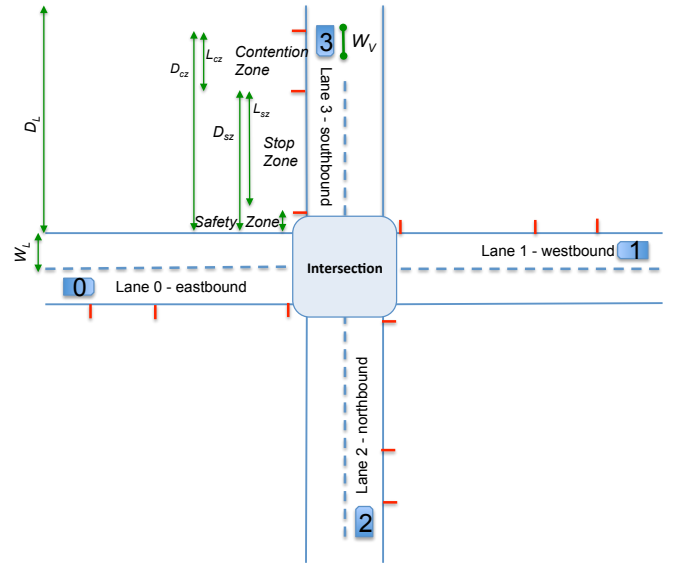 3
W_V
L_cz
Contention
Zone
D_cz
D_L
L_sz
D_sz
Stop
Zone
Lane 3 - southbound
Safety Zone
W_L
Lane 1 - westbound
1
Intersection
0
Lane 0 - eastbound
Lane 2 - northbound
2